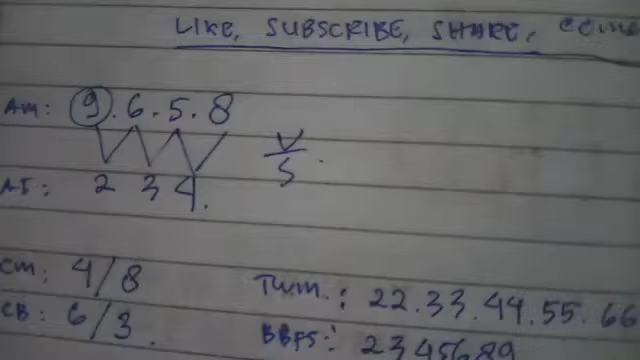 LIKE, SUBSCRIBE, SHARE,
AM: 9.6.5.8
V
S.
AI: 2 3 4.
CM: 4/8
Twm.: 22.33.44.55.66
CB: 6/3.
BBFS: 2345689